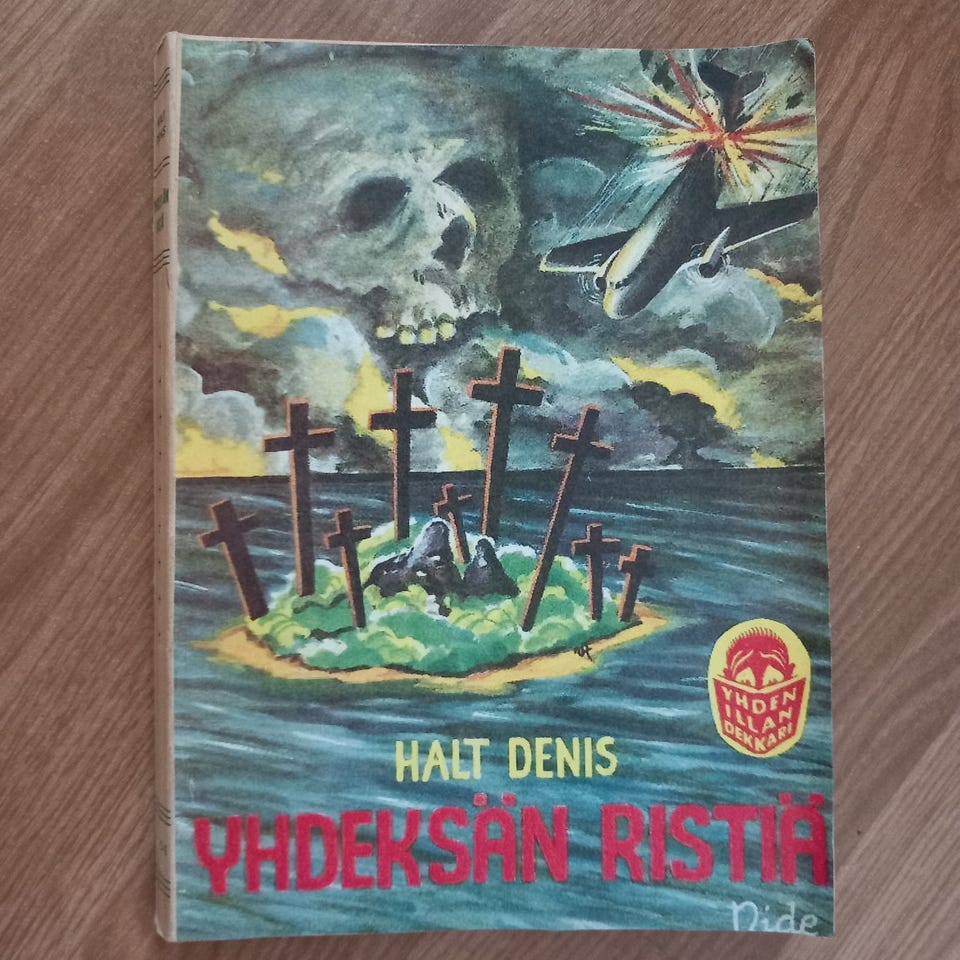 YHDEN
ILLAN
DEKKARI
HALT DENIS
YHDEKSÄN RISTIÄ
Nide